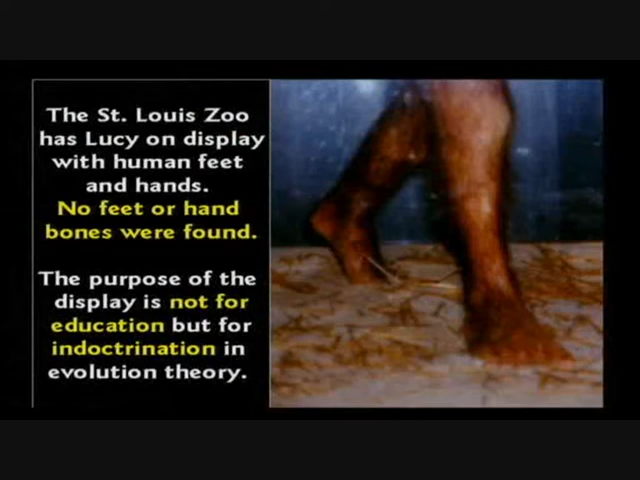 The St. Louis Zoo
has Lucy on display
with human feet
and hands.
No feet or hand
bones were found.
The purpose of the
display is not for
education but for
indoctrination in
evolution theory.